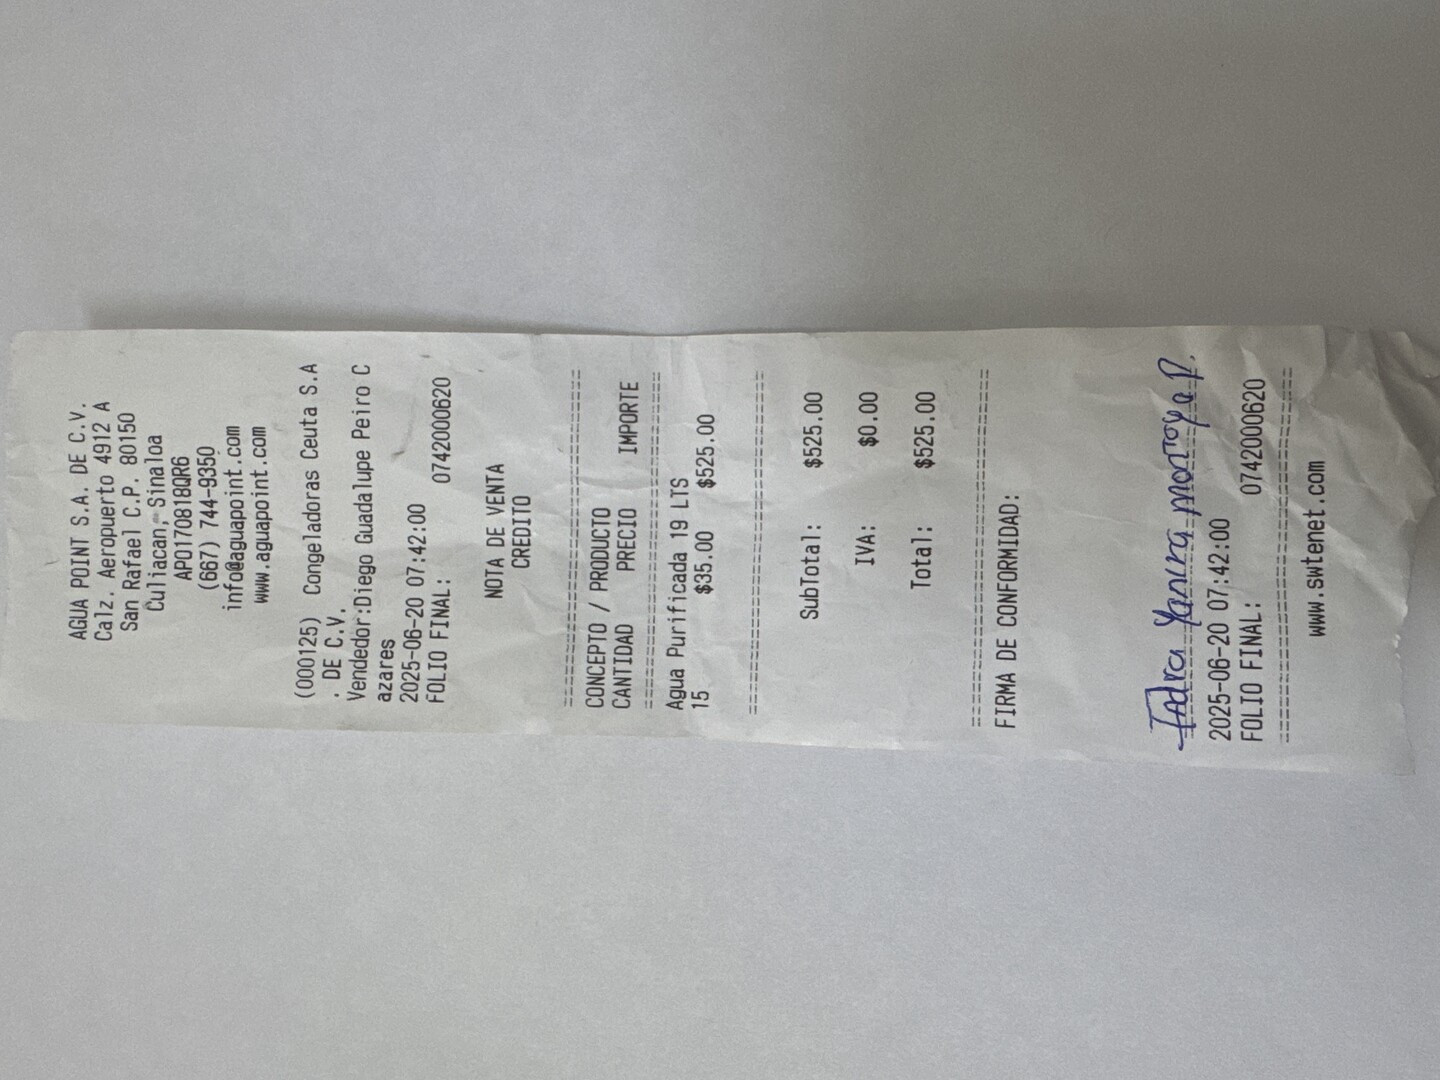 AGUA POINT S.A. DE C.V.
Calz. Aeropuerto 4912 A
San Rafael C.P. 80150
Culiacan, Sinaloa
APO170818QR6
(667) 744-9350
info@aguapoint.com
www.aguapoint.com
(000125) Congeladoras Ceuta S.A
. DE C.V.
Vendedor:Diego Guadalupe Peiro C
azares
2025-06-20 07:42:00
FOLIO FINAL: 0742000620
NOTA DE VENTA
CREDITO
CONCEPTO / PRODUCTO
CANTIDAD PRECIO IMPORTE
Agua Purificada 19 LTS
15 $35.00 $525.00
SubTotal: $525.00
IVA: $0.00
Total: $525.00
FIRMA DE CONFORMIDAD:
Yanira Montoya P.
2025-06-20 07:42:00
FOLIO FINAL: 0742000620
www.swtenet.com